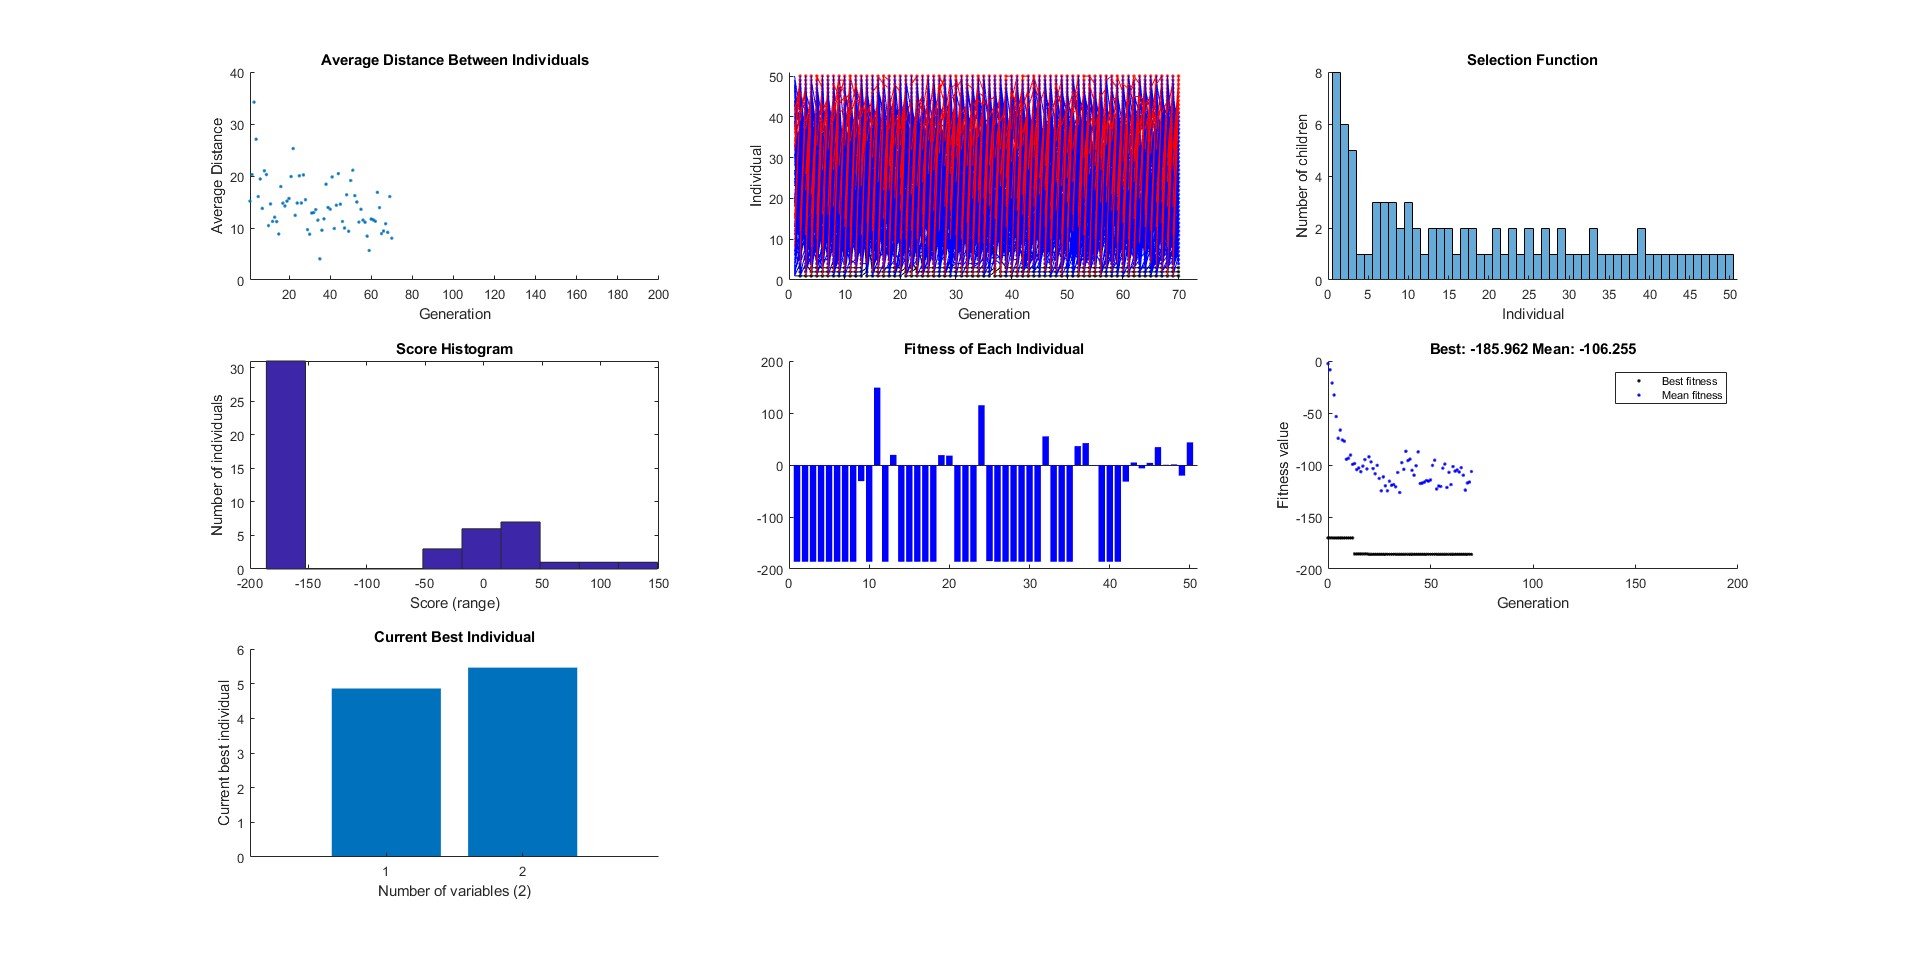 Average Distance Between Individuals
40
30
20
10
0
Average Distance
20 40 60 80 100 120 140 160 180 200
Generation
50
40
30
20
10
0
Individual
0 10 20 30 40 50 60 70
Generation
Selection Function
8
6
4
2
0
Number of children
0 5 10 15 20 25 30 35 40 45 50
Individual
Score Histogram
30
25
20
15
10
5
0
Number of individuals
-200 -150 -100 -50 0 50 100 150
Score (range)
Fitness of Each Individual
200
100
0
-100
-200
0 10 20 30 40 50
Best: -185.962 Mean: -106.255
0
-50
-100
-150
-200
Fitness value
Best fitness
Mean fitness
0 50 100 150 200
Generation
Current Best Individual
6
5
4
3
2
1
0
Current best individual
1 2
Number of variables (2)